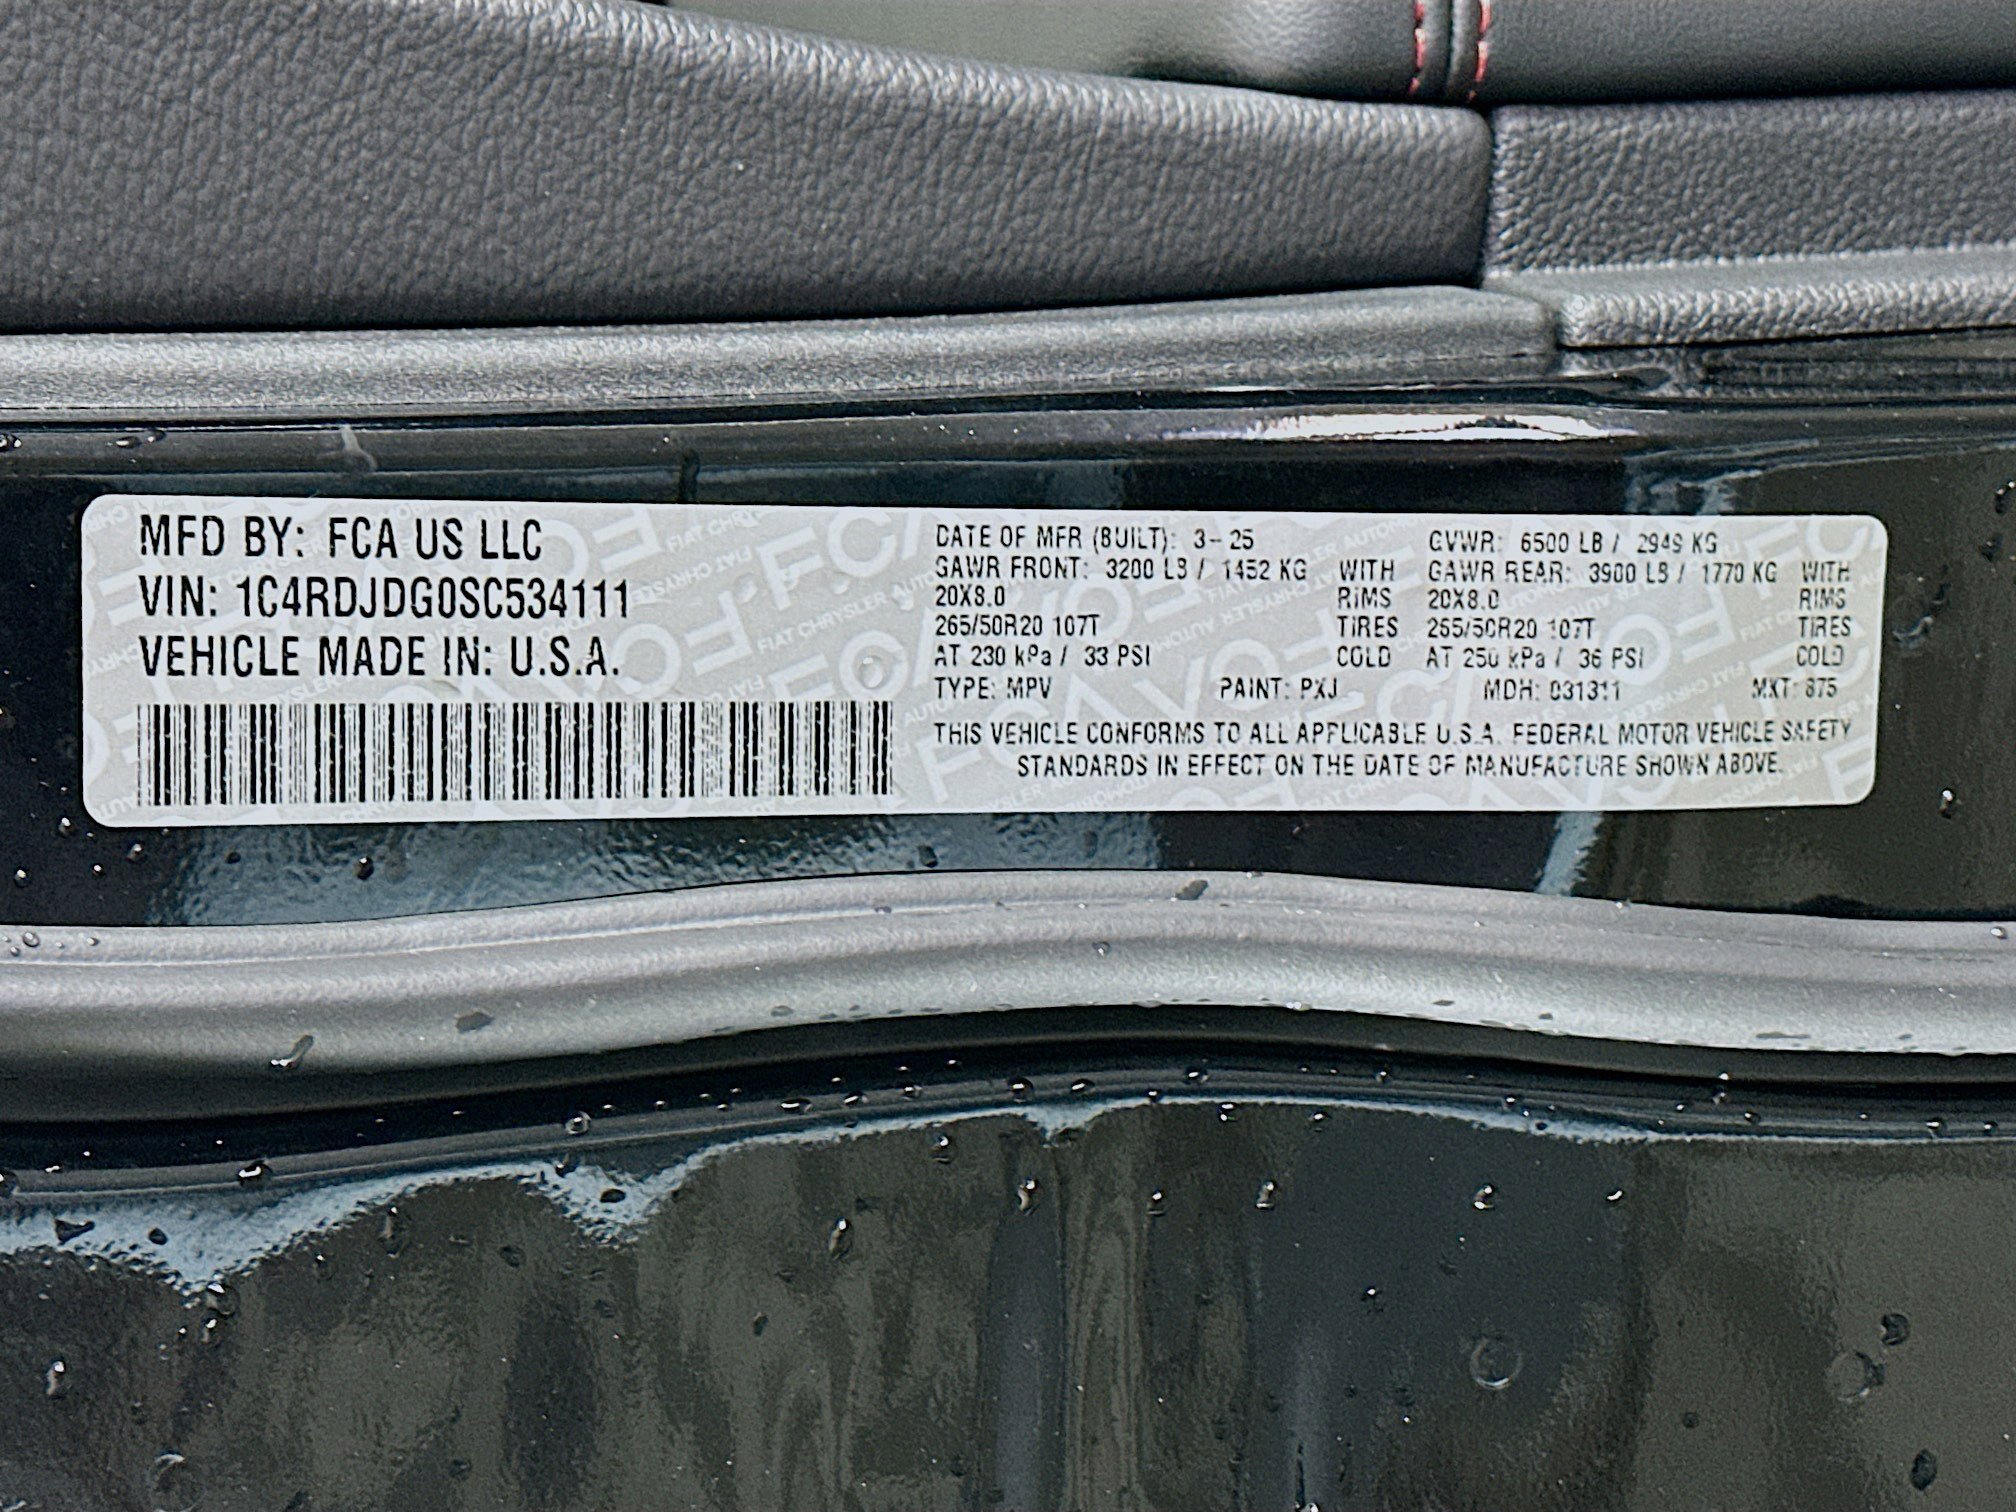 MFD BY: FCA US LLC
VIN: 1C4RDJDG0SC534111
VEHICLE MADE IN: U.S.A.
DATE OF MFR (BUILT): 3-25
GVWR: 6500 LB / 2949 KG
GAWR FRONT: 3200 LB / 1452 KG WITH
20X8.0 RIMS
265/50R20 107T TIRES
AT 230 kPa / 33 PSI COLD
GAWR REAR: 3900 LB / 1770 KG WITH
20X8.0 RIMS
265/50R20 107T TIRES
AT 250 kPa / 36 PSI COLD
TYPE: MPV PAINT: PXJ MDH: 031311 MXT: 875
THIS VEHICLE CONFORMS TO ALL APPLICABLE U.S.A. FEDERAL MOTOR VEHICLE SAFETY
STANDARDS IN EFFECT ON THE DATE OF MANUFACTURE SHOWN ABOVE.